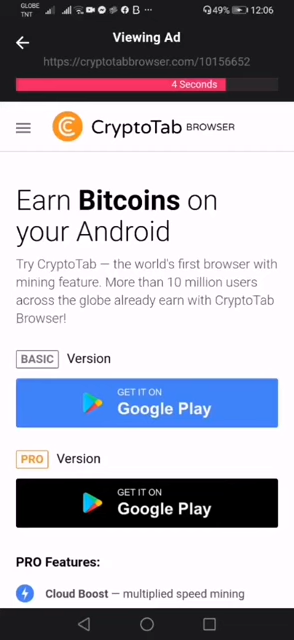 GLOBE
TNT
49%
12:06
Viewing Ad
https://cryptotabbrowser.com/10156652
4 Seconds
CryptoTab BROWSER
Earn Bitcoins on
your Android
Try CryptoTab — the world's first browser with
mining feature. More than 10 million users
across the globe already earn with CryptoTab
Browser!
BASIC Version
GET IT ON
Google Play
PRO Version
GET IT ON
Google Play
PRO Features:
Cloud Boost — multiplied speed mining